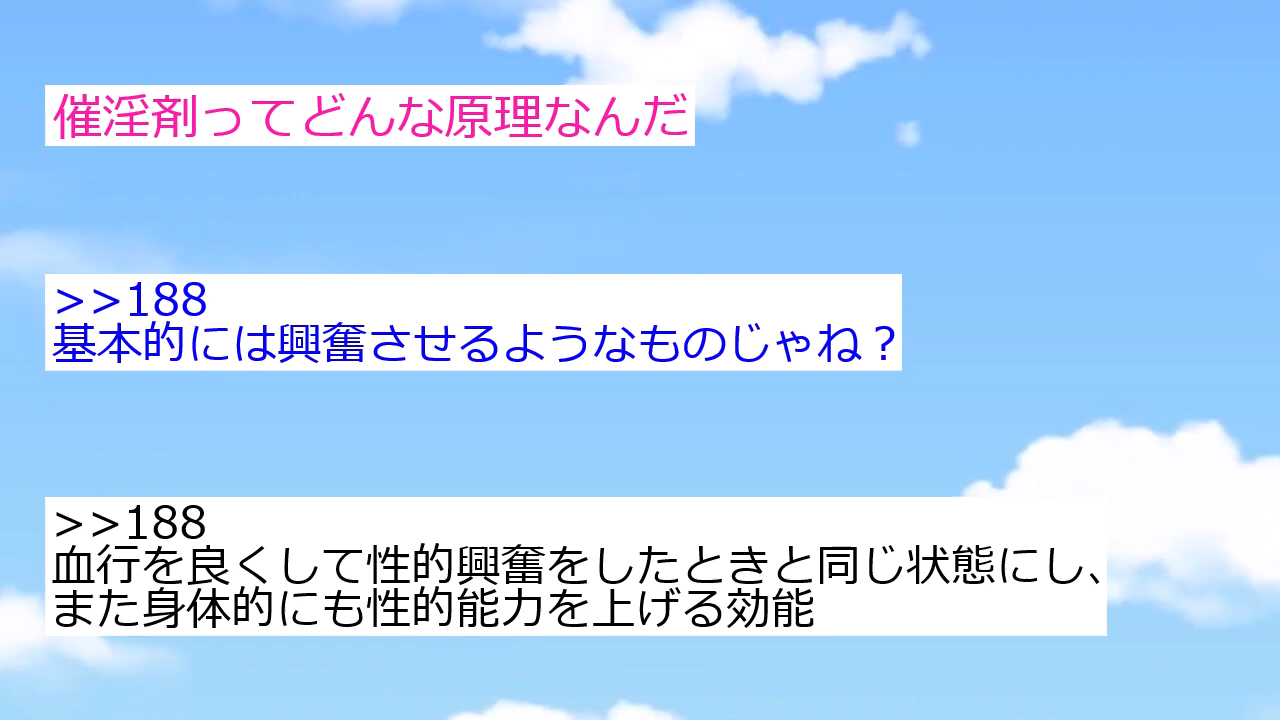 催淫剤ってどんな原理なんだ
>>188
基本的には興奮させるようなものじゃね？
>>188
血行を良くして性的興奮をしたときと同じ状態にし、
また身体的にも性的能力を上げる効能